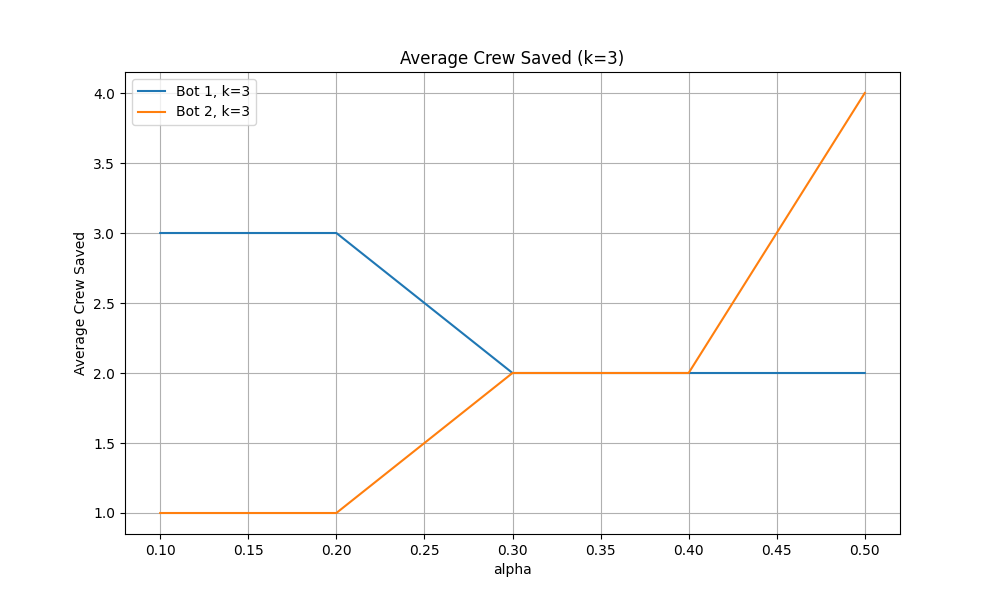 Average Crew Saved (k=3)
Bot 1, k=3
Bot 2, k=3
Average Crew Saved
4.0
3.5
3.0
2.5
2.0
1.5
1.0
0.10 0.15 0.20 0.25 0.30 0.35 0.40 0.45 0.50
alpha